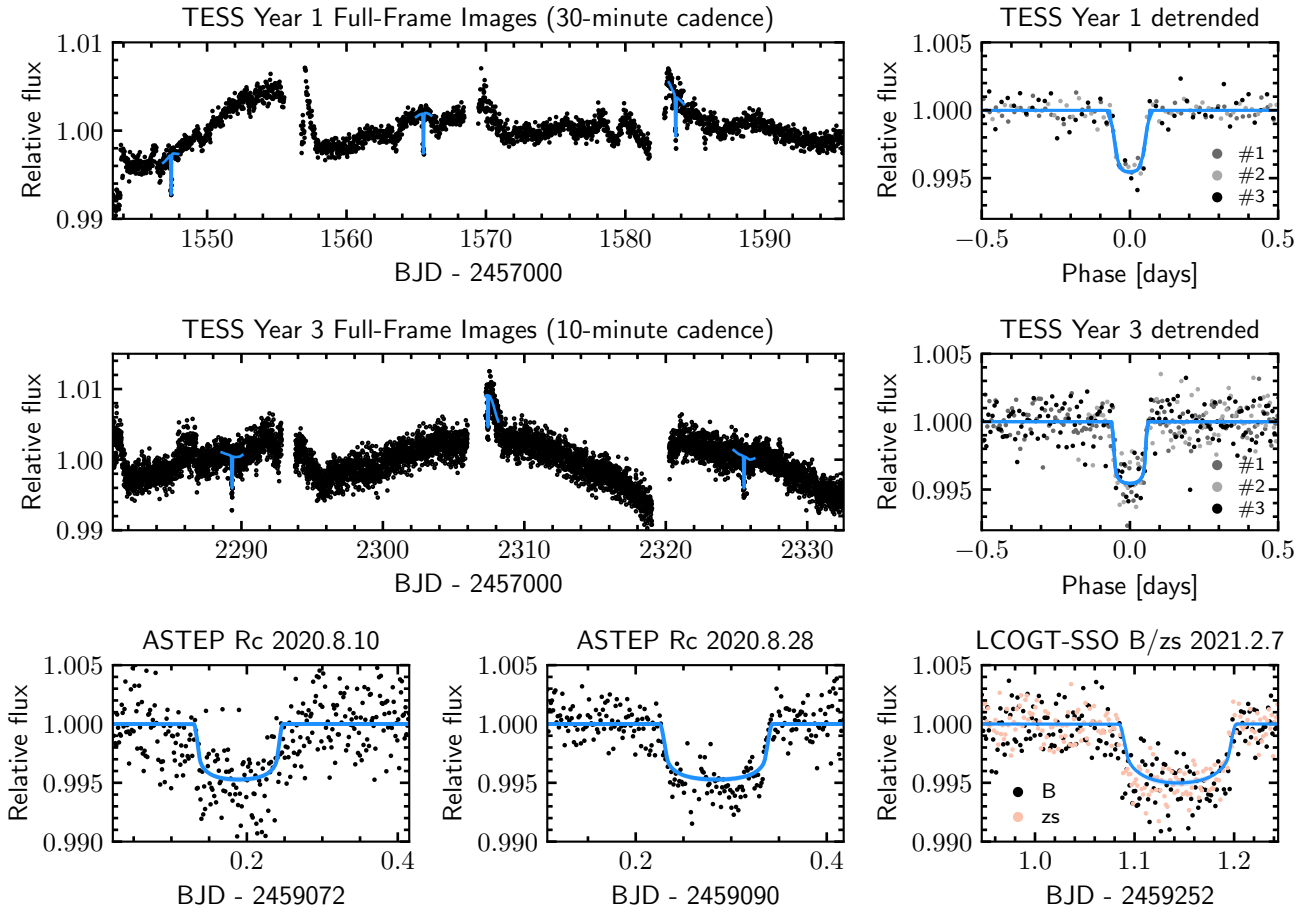 TESS Year 1 Full-Frame Images (30-minute cadence)
TESS Year 1 detrended
Relative flux
1.01
1.00
0.99
1550 1560 1570 1580 1590
BJD - 2457000
Relative flux
1.005
1.000
0.995
#1
#2
#3
−0.5 0.0 0.5
Phase [days]
TESS Year 3 Full-Frame Images (10-minute cadence)
TESS Year 3 detrended
Relative flux
1.01
1.00
0.99
2290 2300 2310 2320 2330
BJD - 2457000
Relative flux
1.005
1.000
0.995
#1
#2
#3
−0.5 0.0 0.5
Phase [days]
ASTEP Rc 2020.8.10
ASTEP Rc 2020.8.28
LCOGT-SSO B/zs 2021.2.7
Relative flux
1.005
1.000
0.995
0.990
0.2 0.4
BJD - 2459072
Relative flux
1.005
1.000
0.995
0.990
0.2 0.4
BJD - 2459090
Relative flux
1.005
1.000
0.995
0.990
B
zs
1.0 1.1 1.2
BJD - 2459252